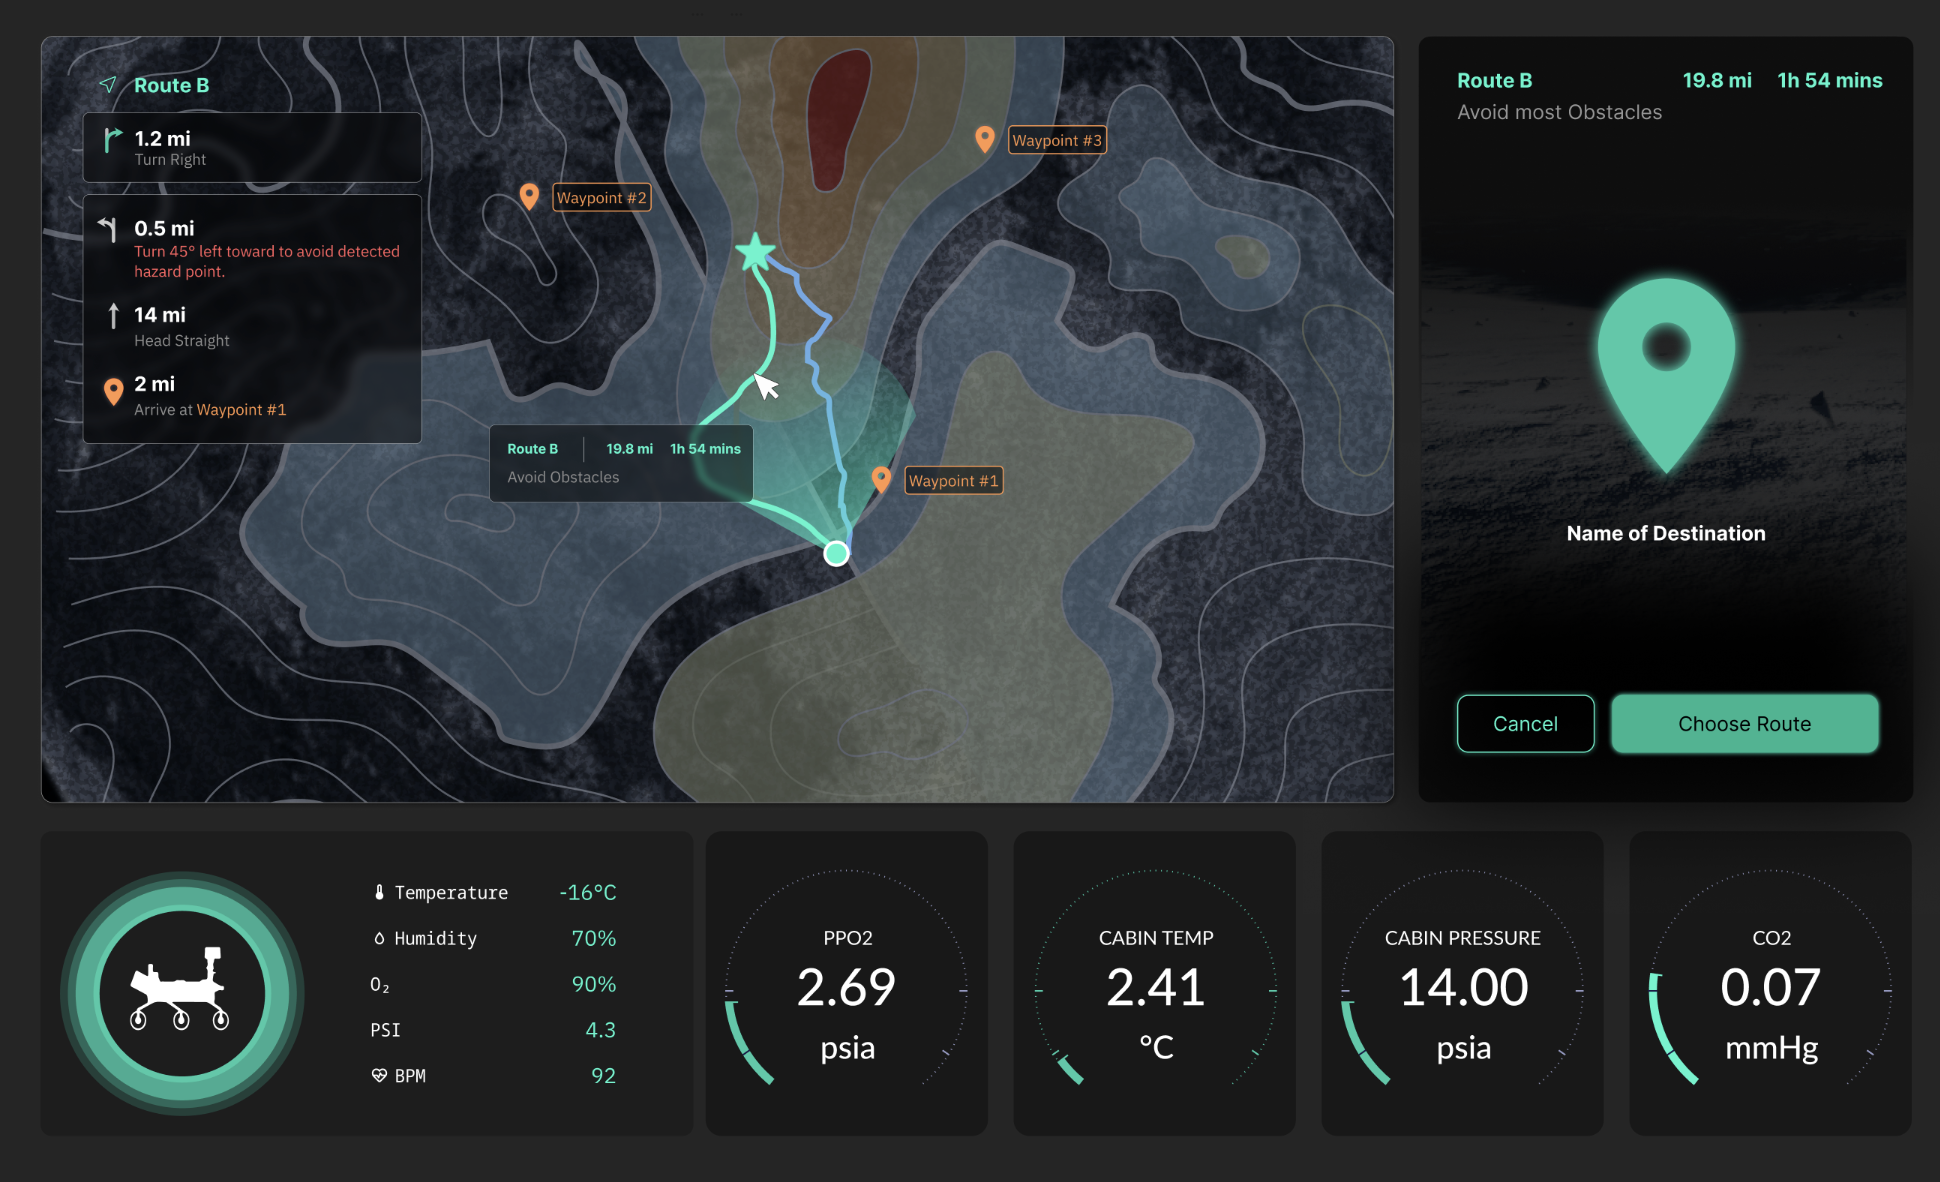 Route B
1.2 mi
Turn Right
0.5 mi
Turn 45° left toward to avoid detected
hazard point.
14 mi
Head Straight
2 mi
Arrive at Waypoint #1
Waypoint #2
Waypoint #3
Route B 19.8 mi 1h 54 mins
Avoid Obstacles
Waypoint #1
Route B 19.8 mi 1h 54 mins
Avoid most Obstacles
Name of Destination
Cancel Choose Route
Temperature -16°C
Humidity 70%
O₂ 90%
PSI 4.3
BPM 92
PPO2
2.69
psia
CABIN TEMP
2.41
°C
CABIN PRESSURE
14.00
psia
CO2
0.07
mmHg